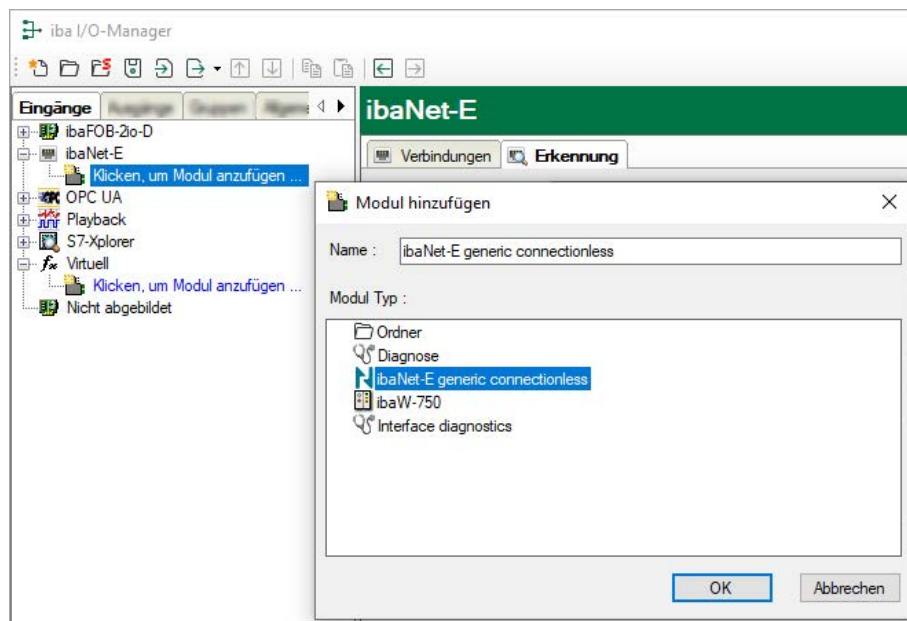 iba I/O-Manager
Eingänge
ibaFOB-2io-D
ibaNet-E
Klicken, um Modul anzufügen ...
OPC UA
Playback
S7-Xplorer
Virtuell
Klicken, um Modul anzufügen ...
Nicht abgebildet
ibaNet-E
Verbindungen Erkennung
Modul hinzufügen
Name : ibaNet-E generic connectionless
Modul Typ :
Ordner
Diagnose
ibaNet-E generic connectionless
ibaW-750
Interface diagnostics
OK Abbrechen